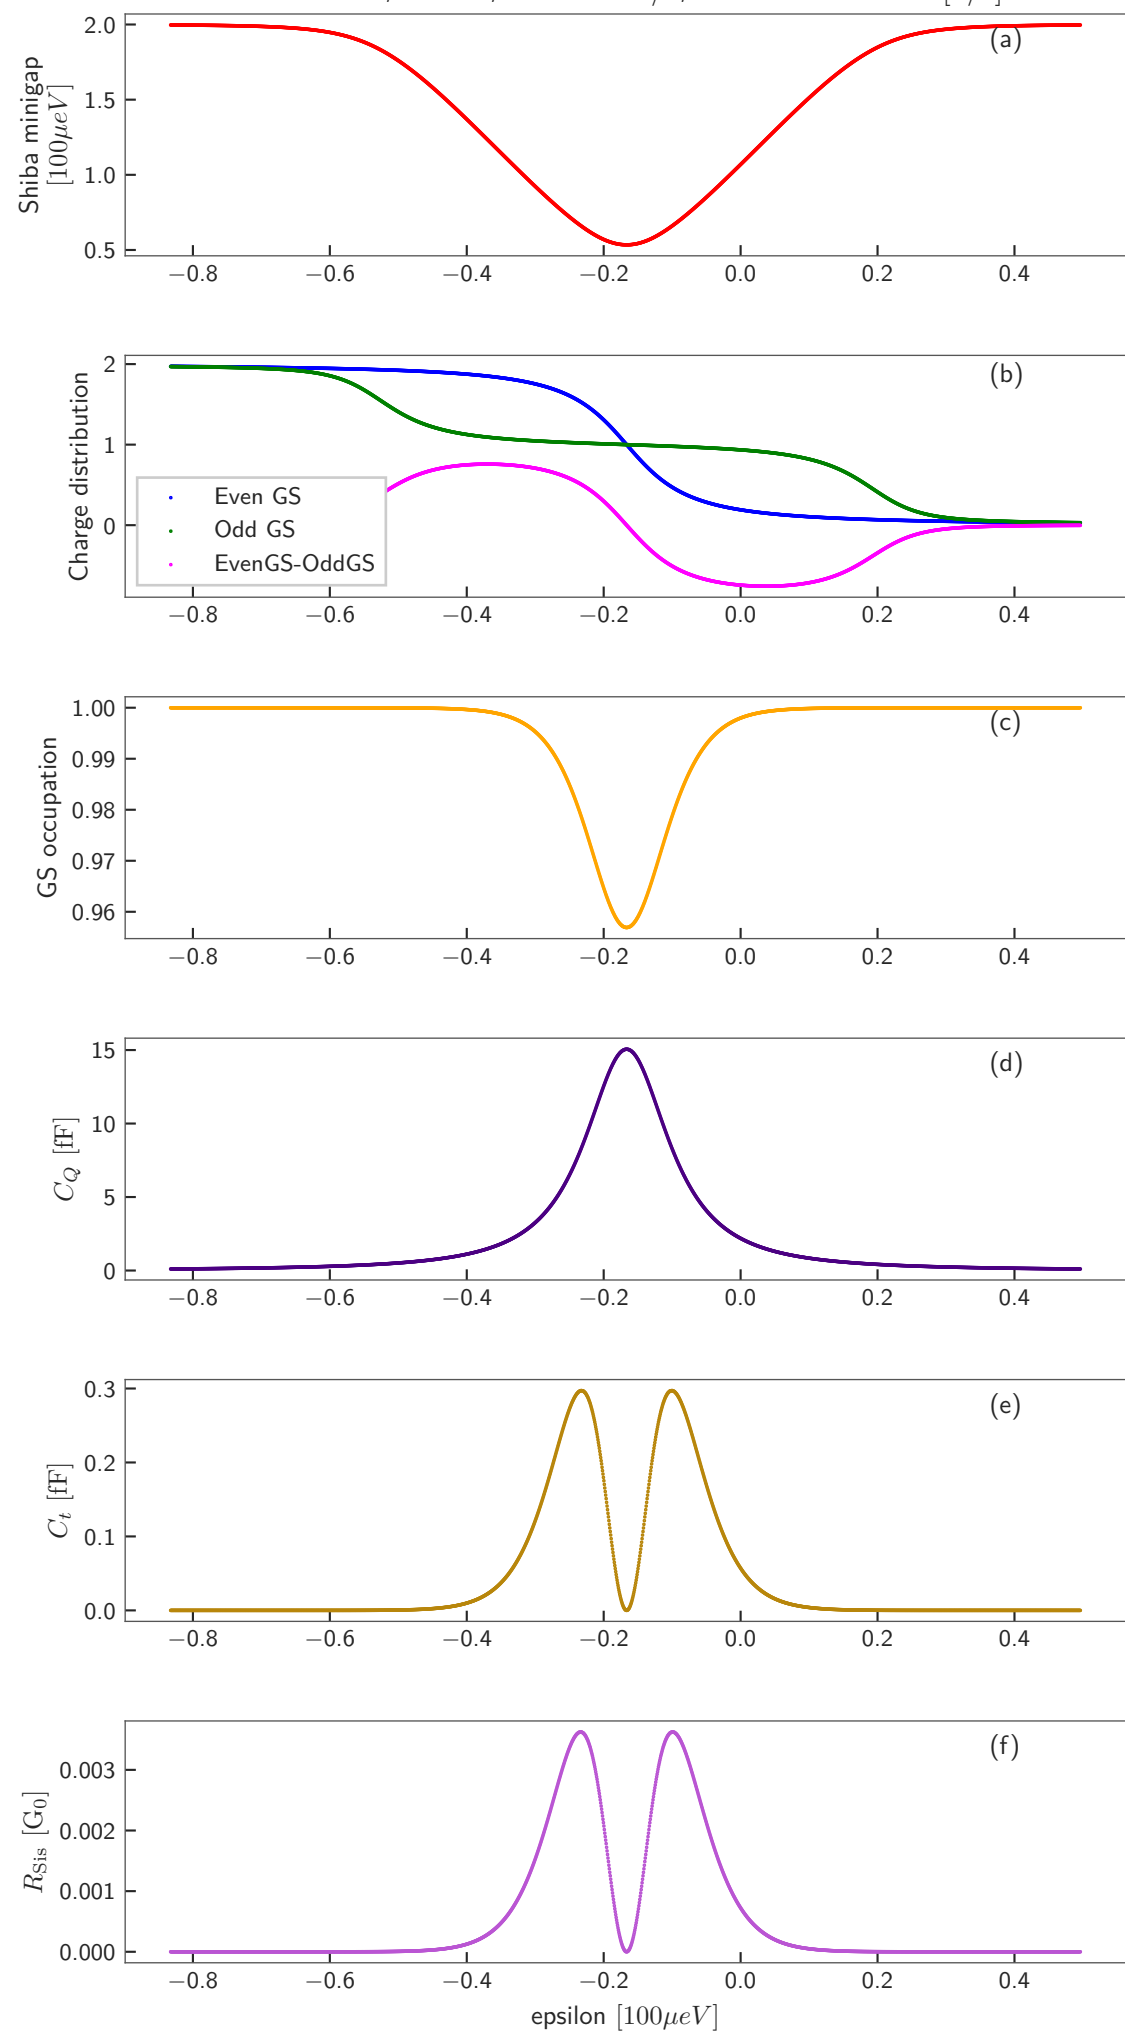 2.0
1.5
1.0
0.5
Shiba minigap
[100μeV]
(a)
−0.8 −0.6 −0.4 −0.2 0.0 0.2 0.4
2
1
0
Charge distribution
(b)
Even GS
Odd GS
EvenGS-OddGS
−0.8 −0.6 −0.4 −0.2 0.0 0.2 0.4
1.00
0.99
0.98
0.97
0.96
GS occupation
(c)
−0.8 −0.6 −0.4 −0.2 0.0 0.2 0.4
15
10
5
0
C_Q [fF]
(d)
−0.8 −0.6 −0.4 −0.2 0.0 0.2 0.4
0.3
0.2
0.1
0.0
C_t [fF]
(e)
−0.8 −0.6 −0.4 −0.2 0.0 0.2 0.4
0.003
0.002
0.001
0.000
R_Sis [G_0]
(f)
−0.8 −0.6 −0.4 −0.2 0.0 0.2 0.4
epsilon [100μeV]